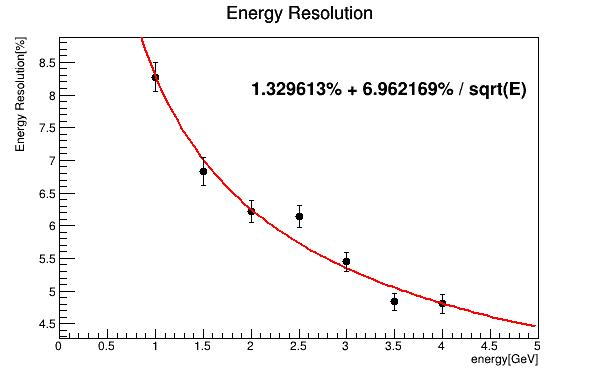 Energy Resolution
Energy Resolution[%]
1.329613% + 6.962169% / sqrt(E)
8.5
8
7.5
7
6.5
6
5.5
5
4.5
0 0.5 1 1.5 2 2.5 3 3.5 4 4.5 5
energy[GeV]